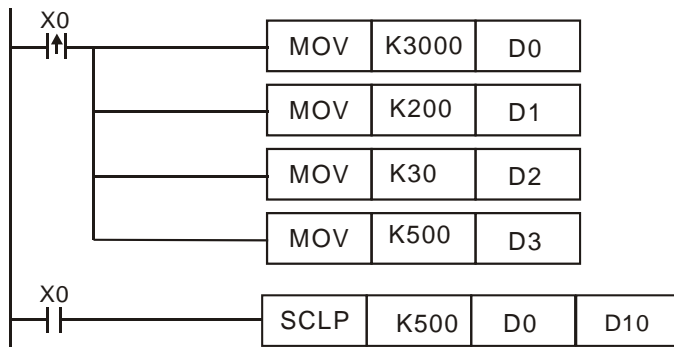 X0
MOV K3000 D0
MOV K200 D1
MOV K30 D2
MOV K500 D3
X0
SCLP K500 D0 D10